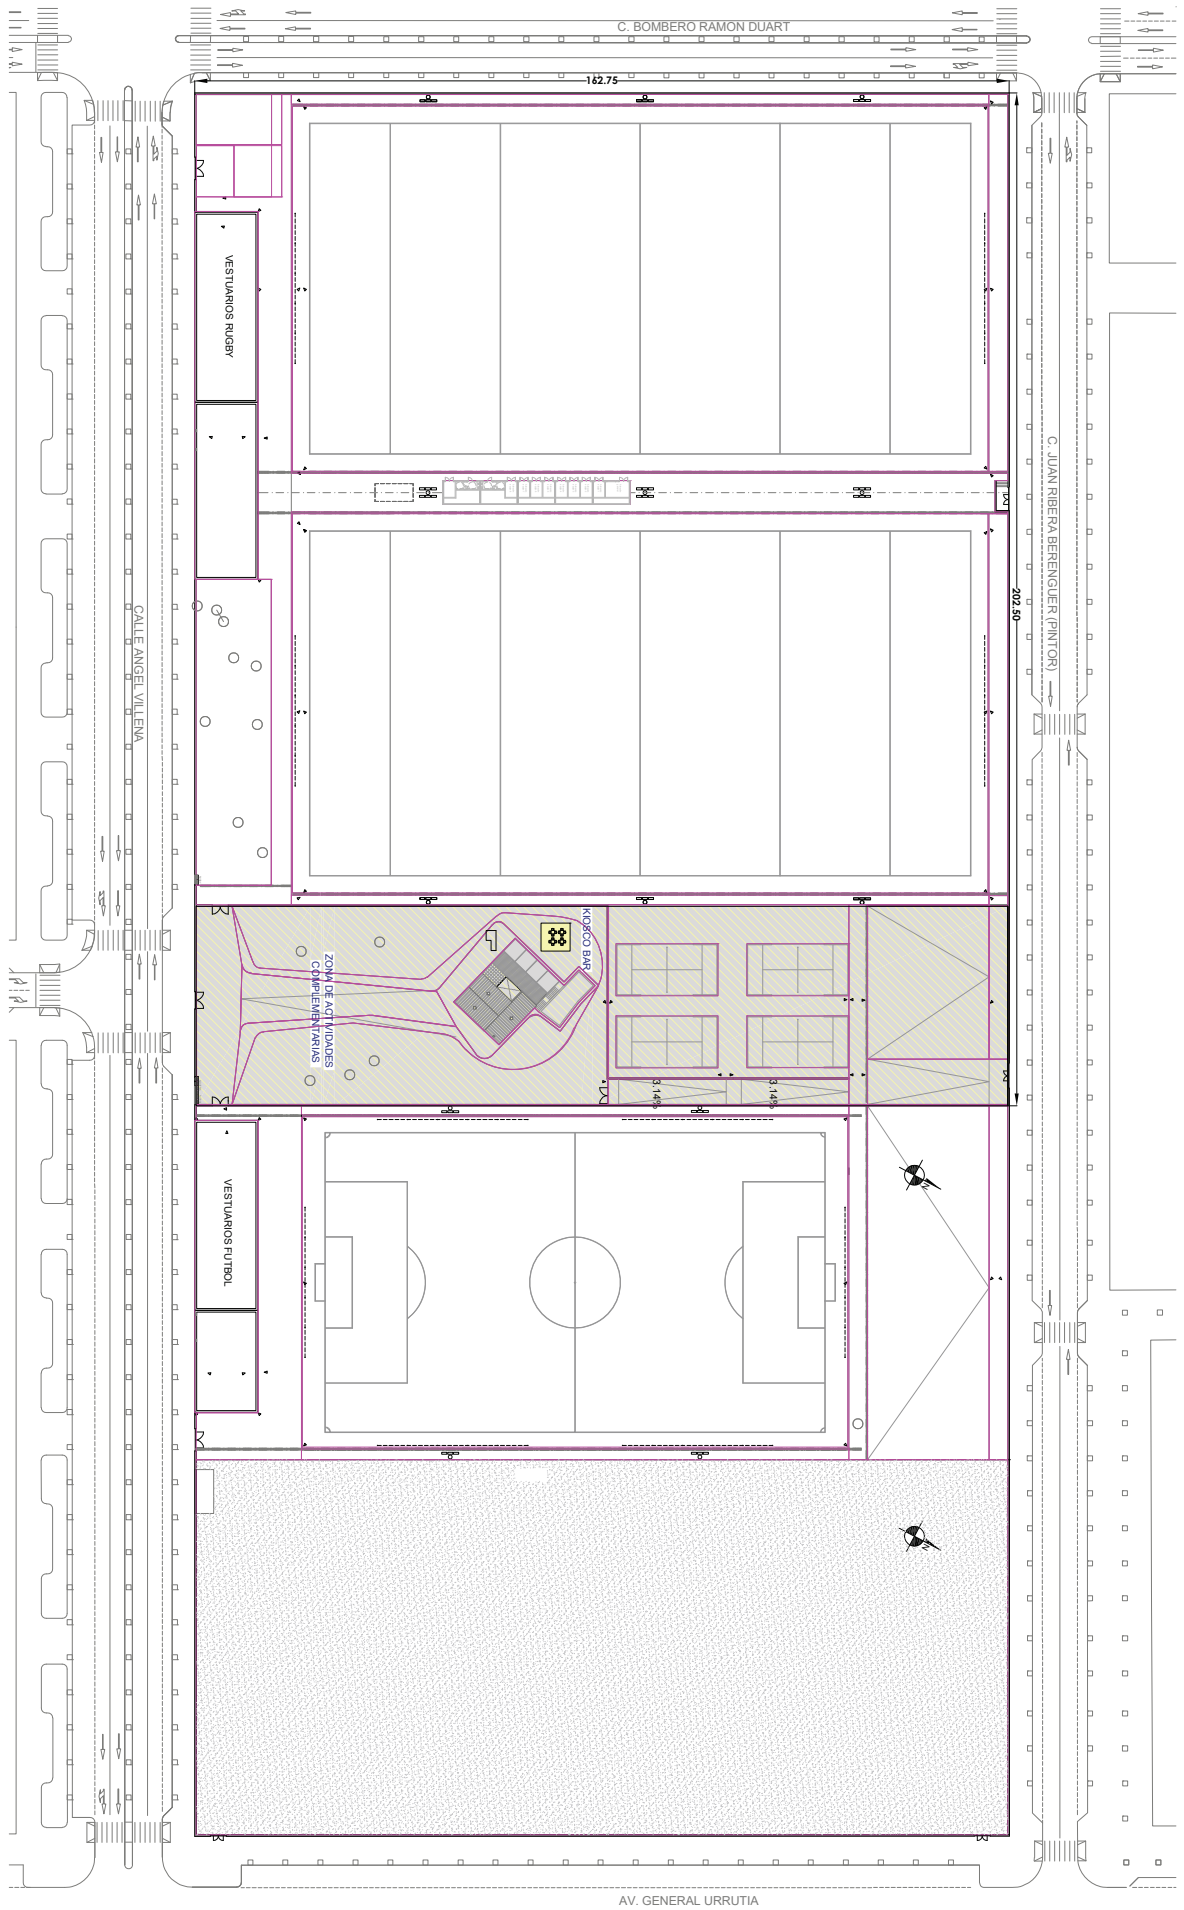 C. BOMBERO RAMON DUART
162.75
VESTUARIOS RUGBY
C. JUAN RIBERA BERENGUER (PINTOR)
202.50
CALLE ANGEL VILLENA
KIOSCO BAR
ZONA DE ACTIVIDADES
COMPLEMENTARIAS
3.14%
3.14%
N
VESTUARIOS FUTBOL
N
AV. GENERAL URRUTIA